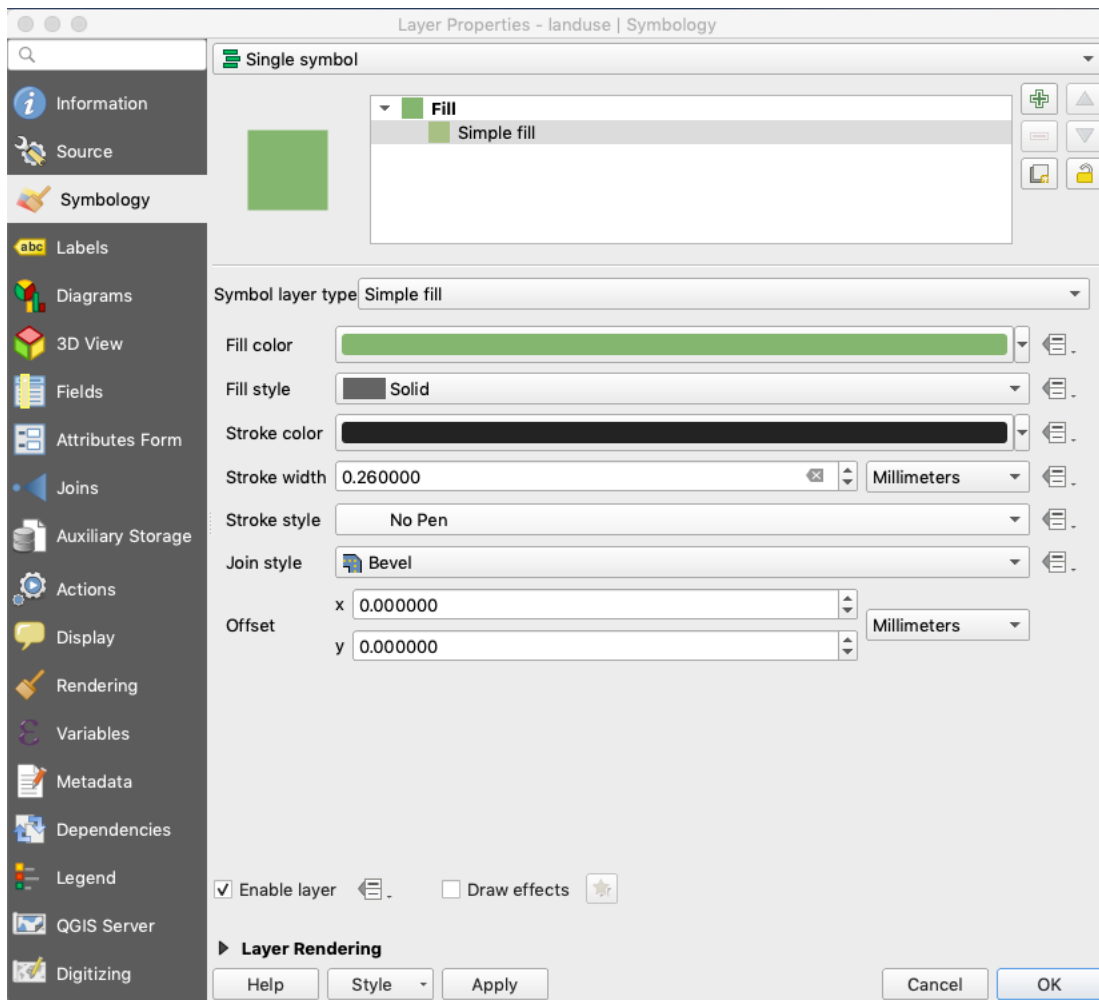 Layer Properties - landuse | Symbology
Single symbol
Information
Source
Symbology
abc Labels
Diagrams
3D View
Fields
Attributes Form
Joins
Auxiliary Storage
Actions
Display
Rendering
Variables
Metadata
Dependencies
Legend
QGIS Server
Digitizing
Fill
Simple fill
Symbol layer type Simple fill
Fill color
Fill style Solid
Stroke color
Stroke width 0.260000 Millimeters
Stroke style No Pen
Join style Bevel
Offset
x 0.000000
y 0.000000
Millimeters
Enable layer Draw effects
Layer Rendering
Help Style Apply Cancel OK